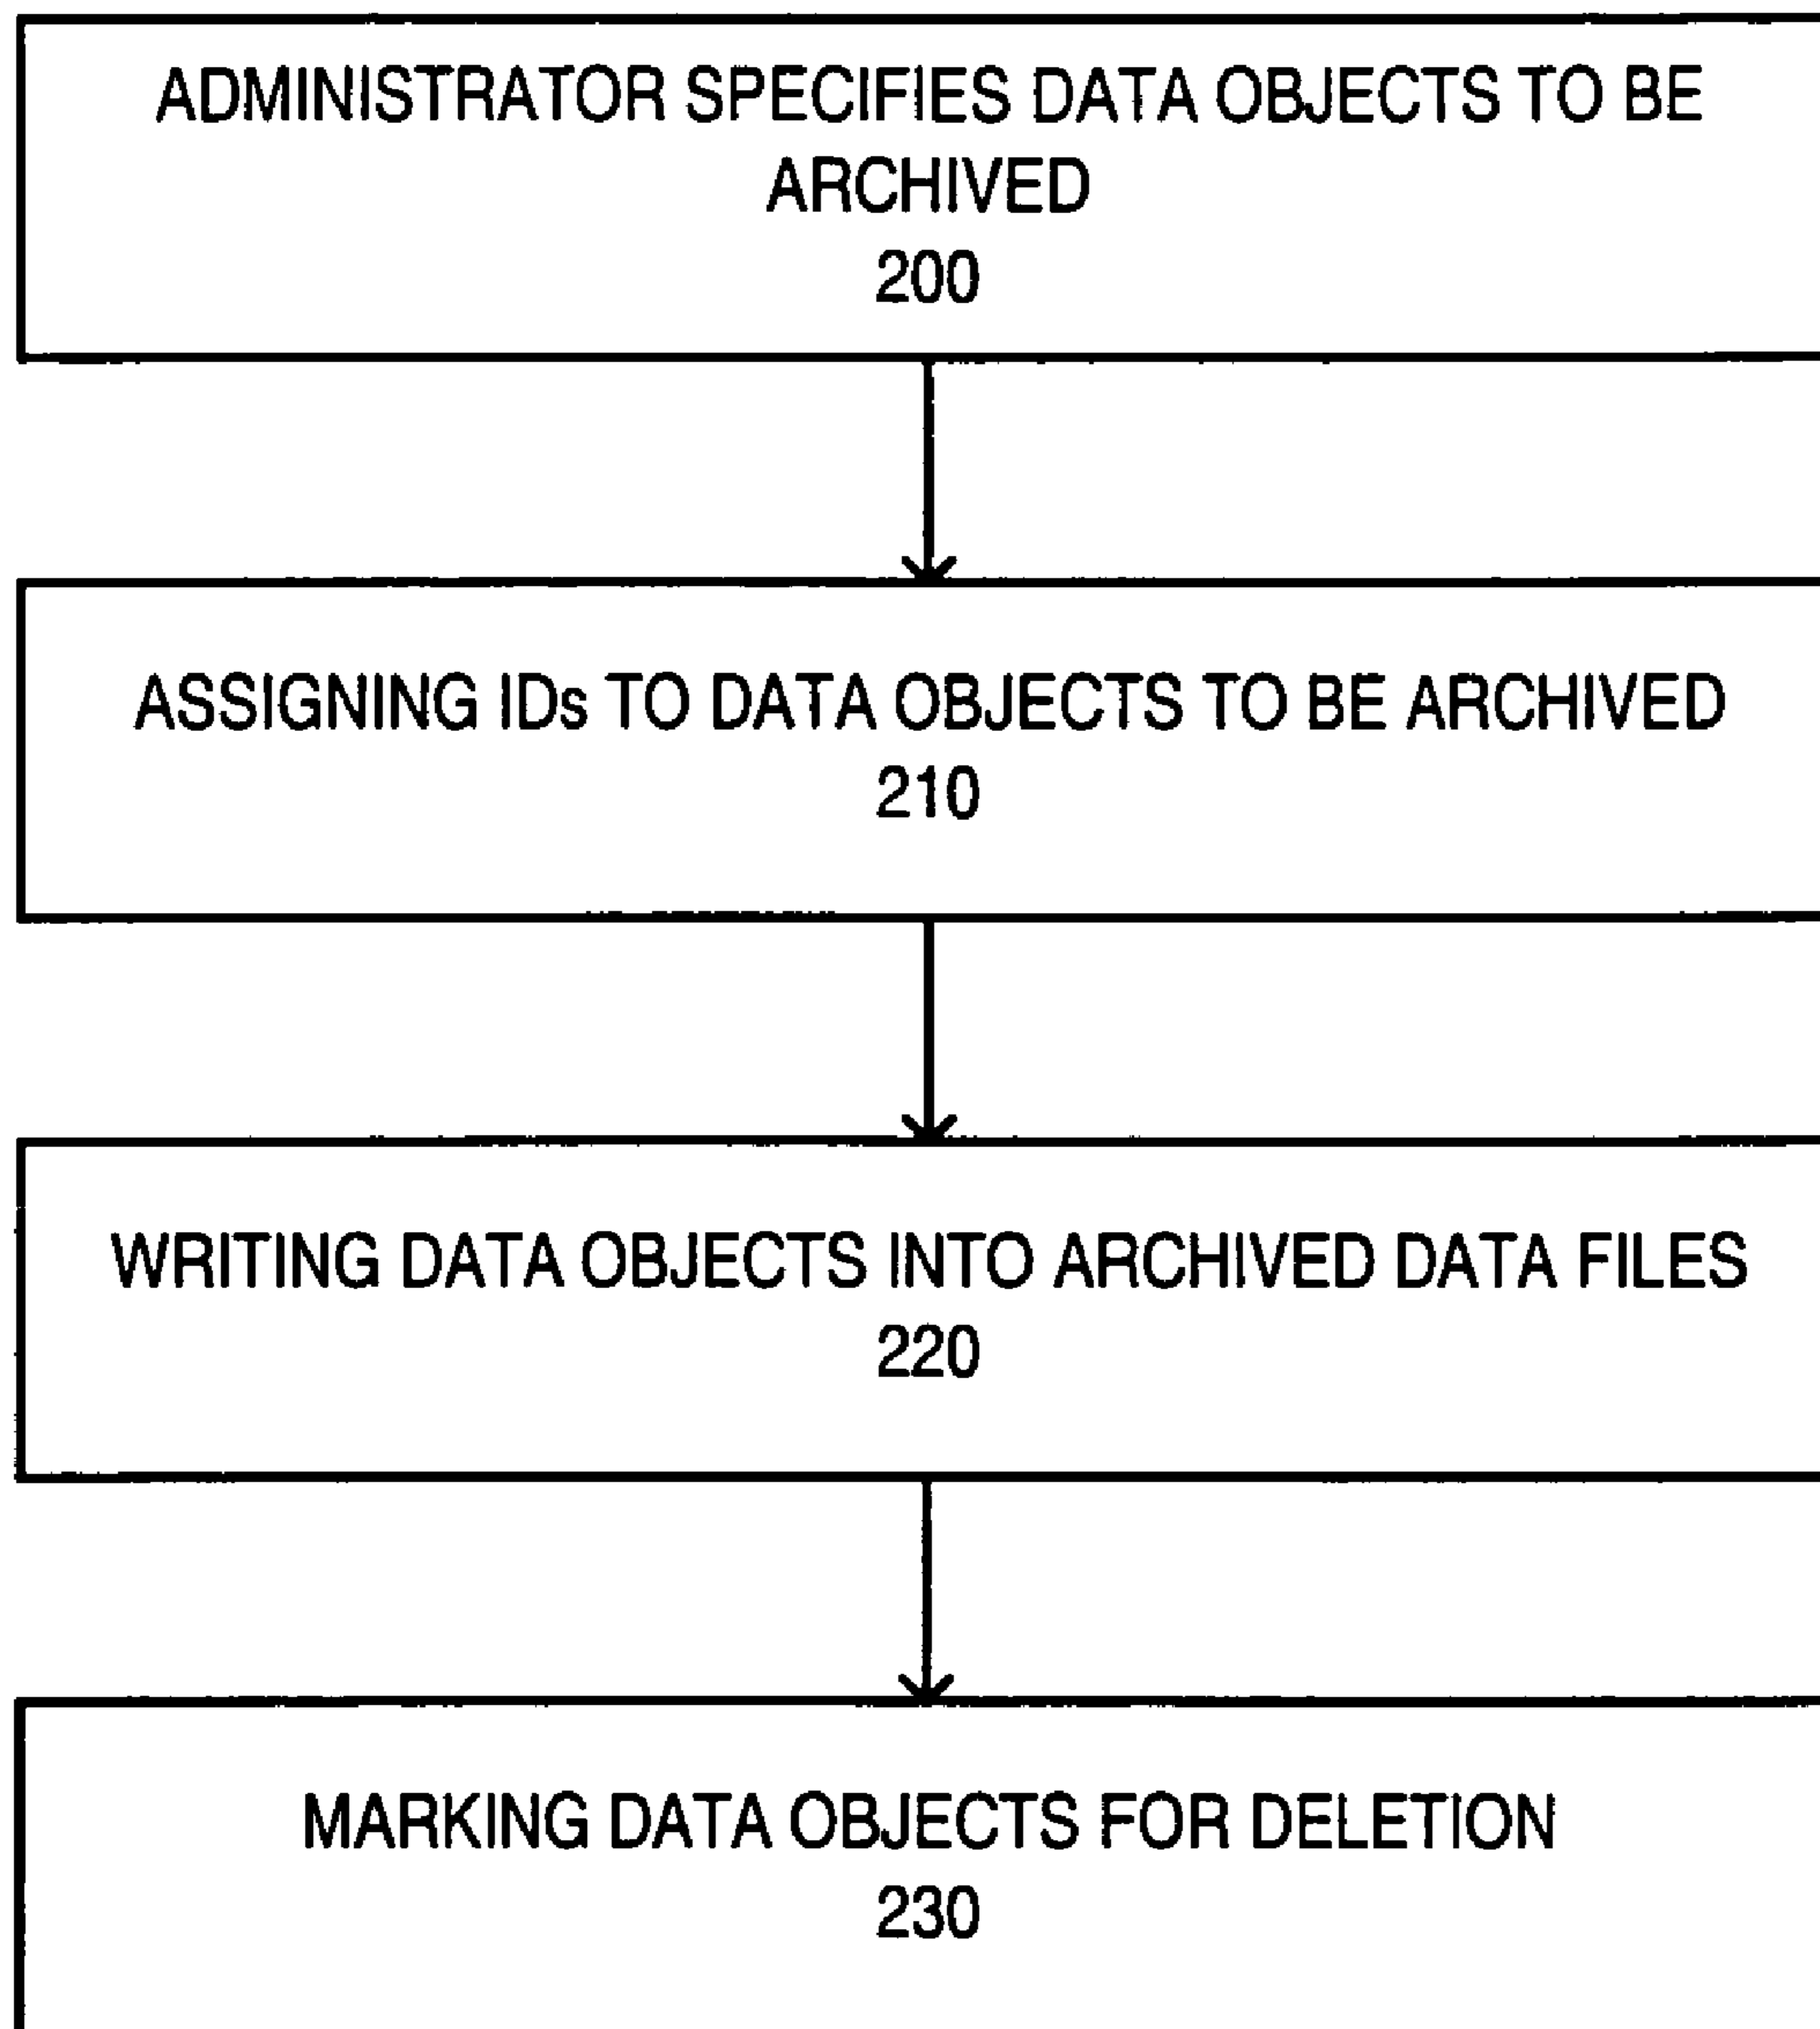 ADMINISTRATOR SPECIFIES DATA OBJECTS TO BE
ARCHIVED
200
ASSIGNING IDs TO DATA OBJECTS TO BE ARCHIVED
210
WRITING DATA OBJECTS INTO ARCHIVED DATA FILES
220
MARKING DATA OBJECTS FOR DELETION
230